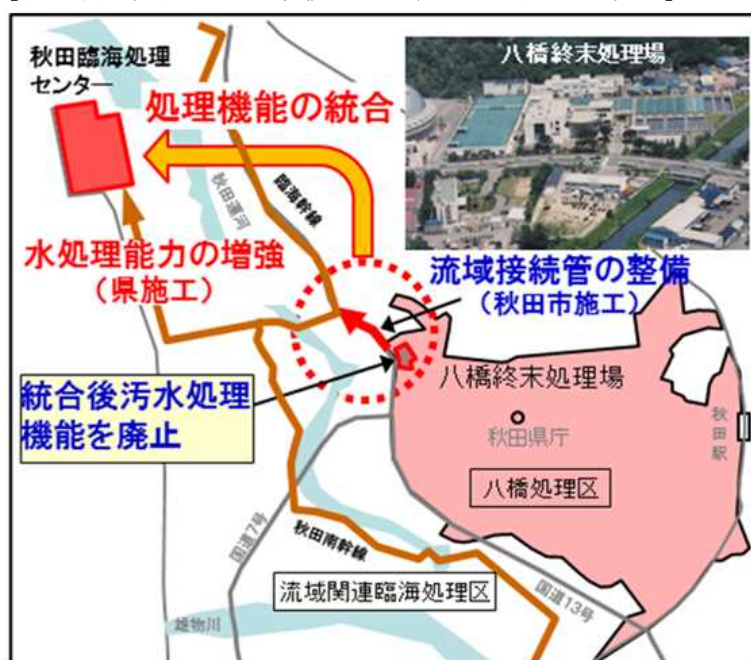 秋田臨海処理
センター
処理機能の統合
八橋終末処理場
秋田運河
臨海幹線
水処理能力の増強
（県施工）
流域接続管の整備
（秋田市施工）
統合後汚水処理
機能を廃止
八橋終末処理場
秋田県庁
秋田駅
八橋処理区
国道7号
秋田南幹線
流域関連臨海処理区
国道13号
雄物川